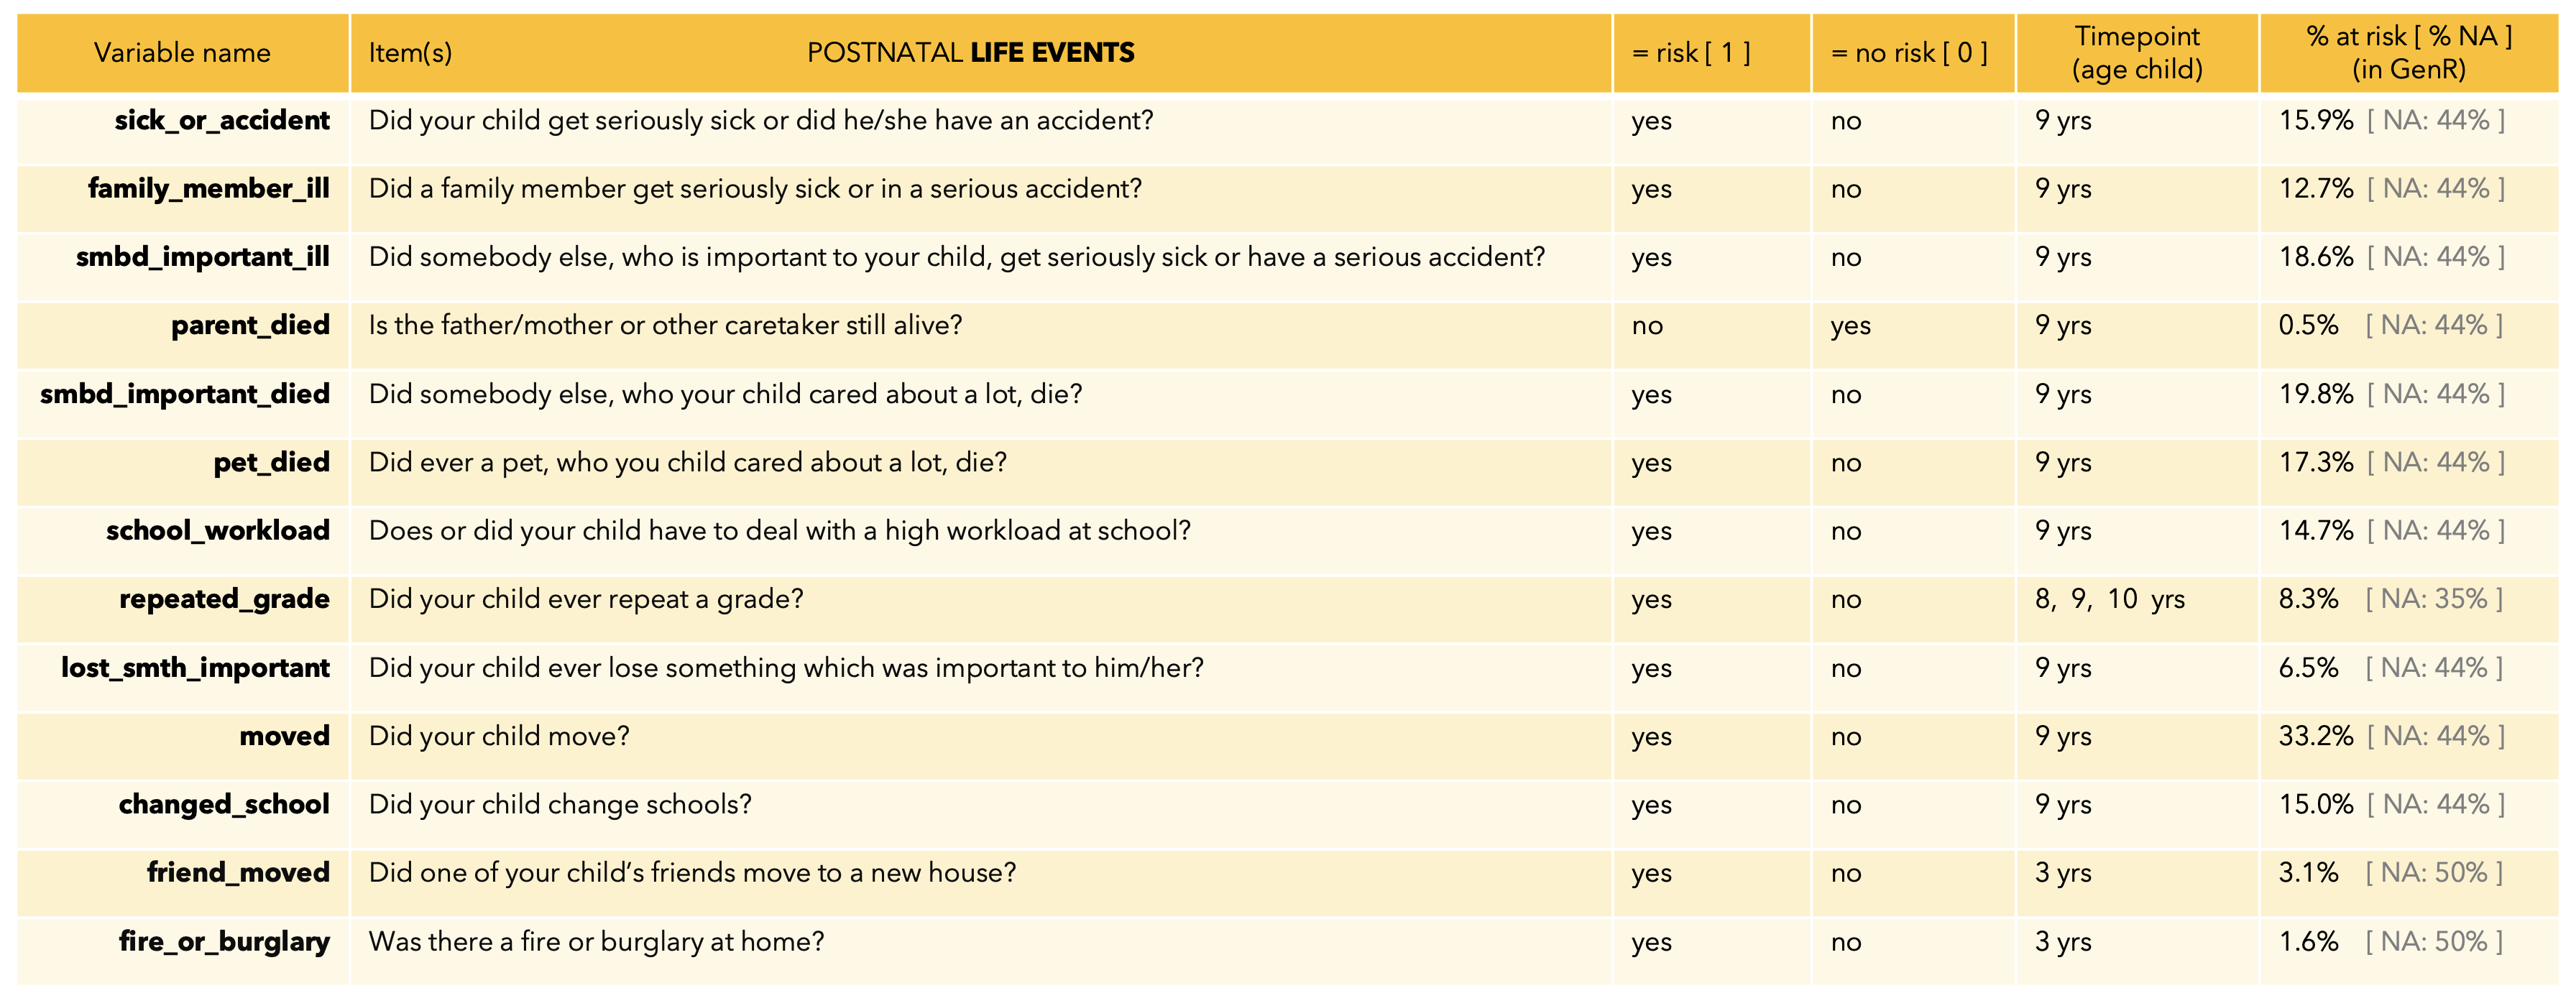 Variable name Item(s) POSTNATAL LIFE EVENTS = risk [ 1 ] = no risk [ 0 ] Timepoint (age child) % at risk [ % NA ] (in GenR)
sick_or_accident Did your child get seriously sick or did he/she have an accident? yes no 9 yrs 15.9% [ NA: 44% ]
family_member_ill Did a family member get seriously sick or in a serious accident? yes no 9 yrs 12.7% [ NA: 44% ]
smbd_important_ill Did somebody else, who is important to your child, get seriously sick or have a serious accident? yes no 9 yrs 18.6% [ NA: 44% ]
parent_died Is the father/mother or other caretaker still alive? no yes 9 yrs 0.5% [ NA: 44% ]
smbd_important_died Did somebody else, who your child cared about a lot, die? yes no 9 yrs 19.8% [ NA: 44% ]
pet_died Did ever a pet, who you child cared about a lot, die? yes no 9 yrs 17.3% [ NA: 44% ]
school_workload Does or did your child have to deal with a high workload at school? yes no 9 yrs 14.7% [ NA: 44% ]
repeated_grade Did your child ever repeat a grade? yes no 8, 9, 10 yrs 8.3% [ NA: 35% ]
lost_smth_important Did your child ever lose something which was important to him/her? yes no 9 yrs 6.5% [ NA: 44% ]
moved Did your child move? yes no 9 yrs 33.2% [ NA: 44% ]
changed_school Did your child change schools? yes no 9 yrs 15.0% [ NA: 44% ]
friend_moved Did one of your child's friends move to a new house? yes no 3 yrs 3.1% [ NA: 50% ]
fire_or_burglary Was there a fire or burglary at home? yes no 3 yrs 1.6% [ NA: 50% ]